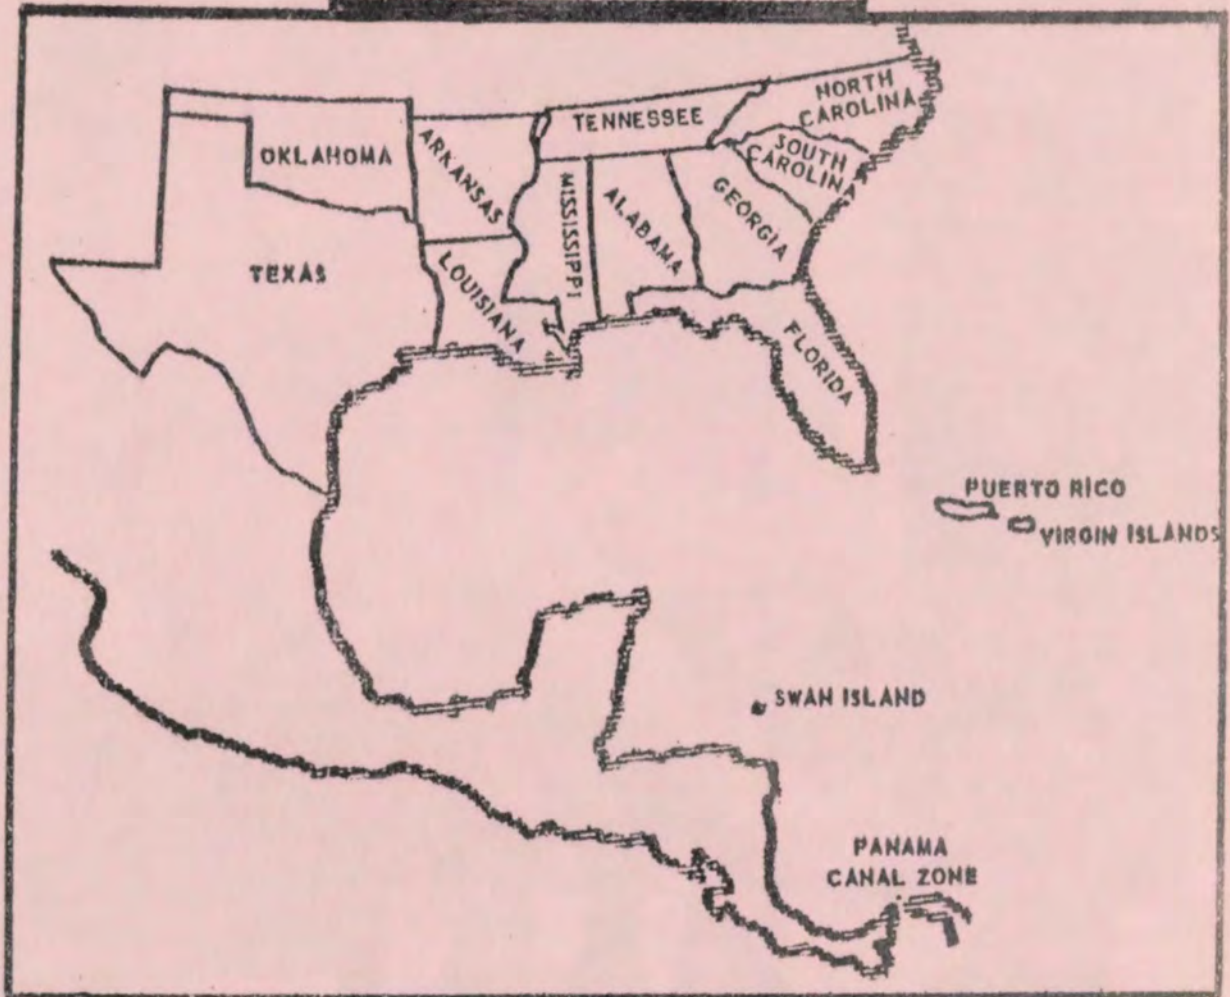 NORTH
CAROLINA
TENNESSEE
OKLAHOMA
ARKANSAS
SOUTH
CAROLINA
MISSISSIPPI
ALABAMA
GEORGIA
TEXAS
LOUISIANA
FLORIDA
PUERTO RICO
VIRGIN ISLANDS
SWAN ISLAND
PANAMA
CANAL ZONE